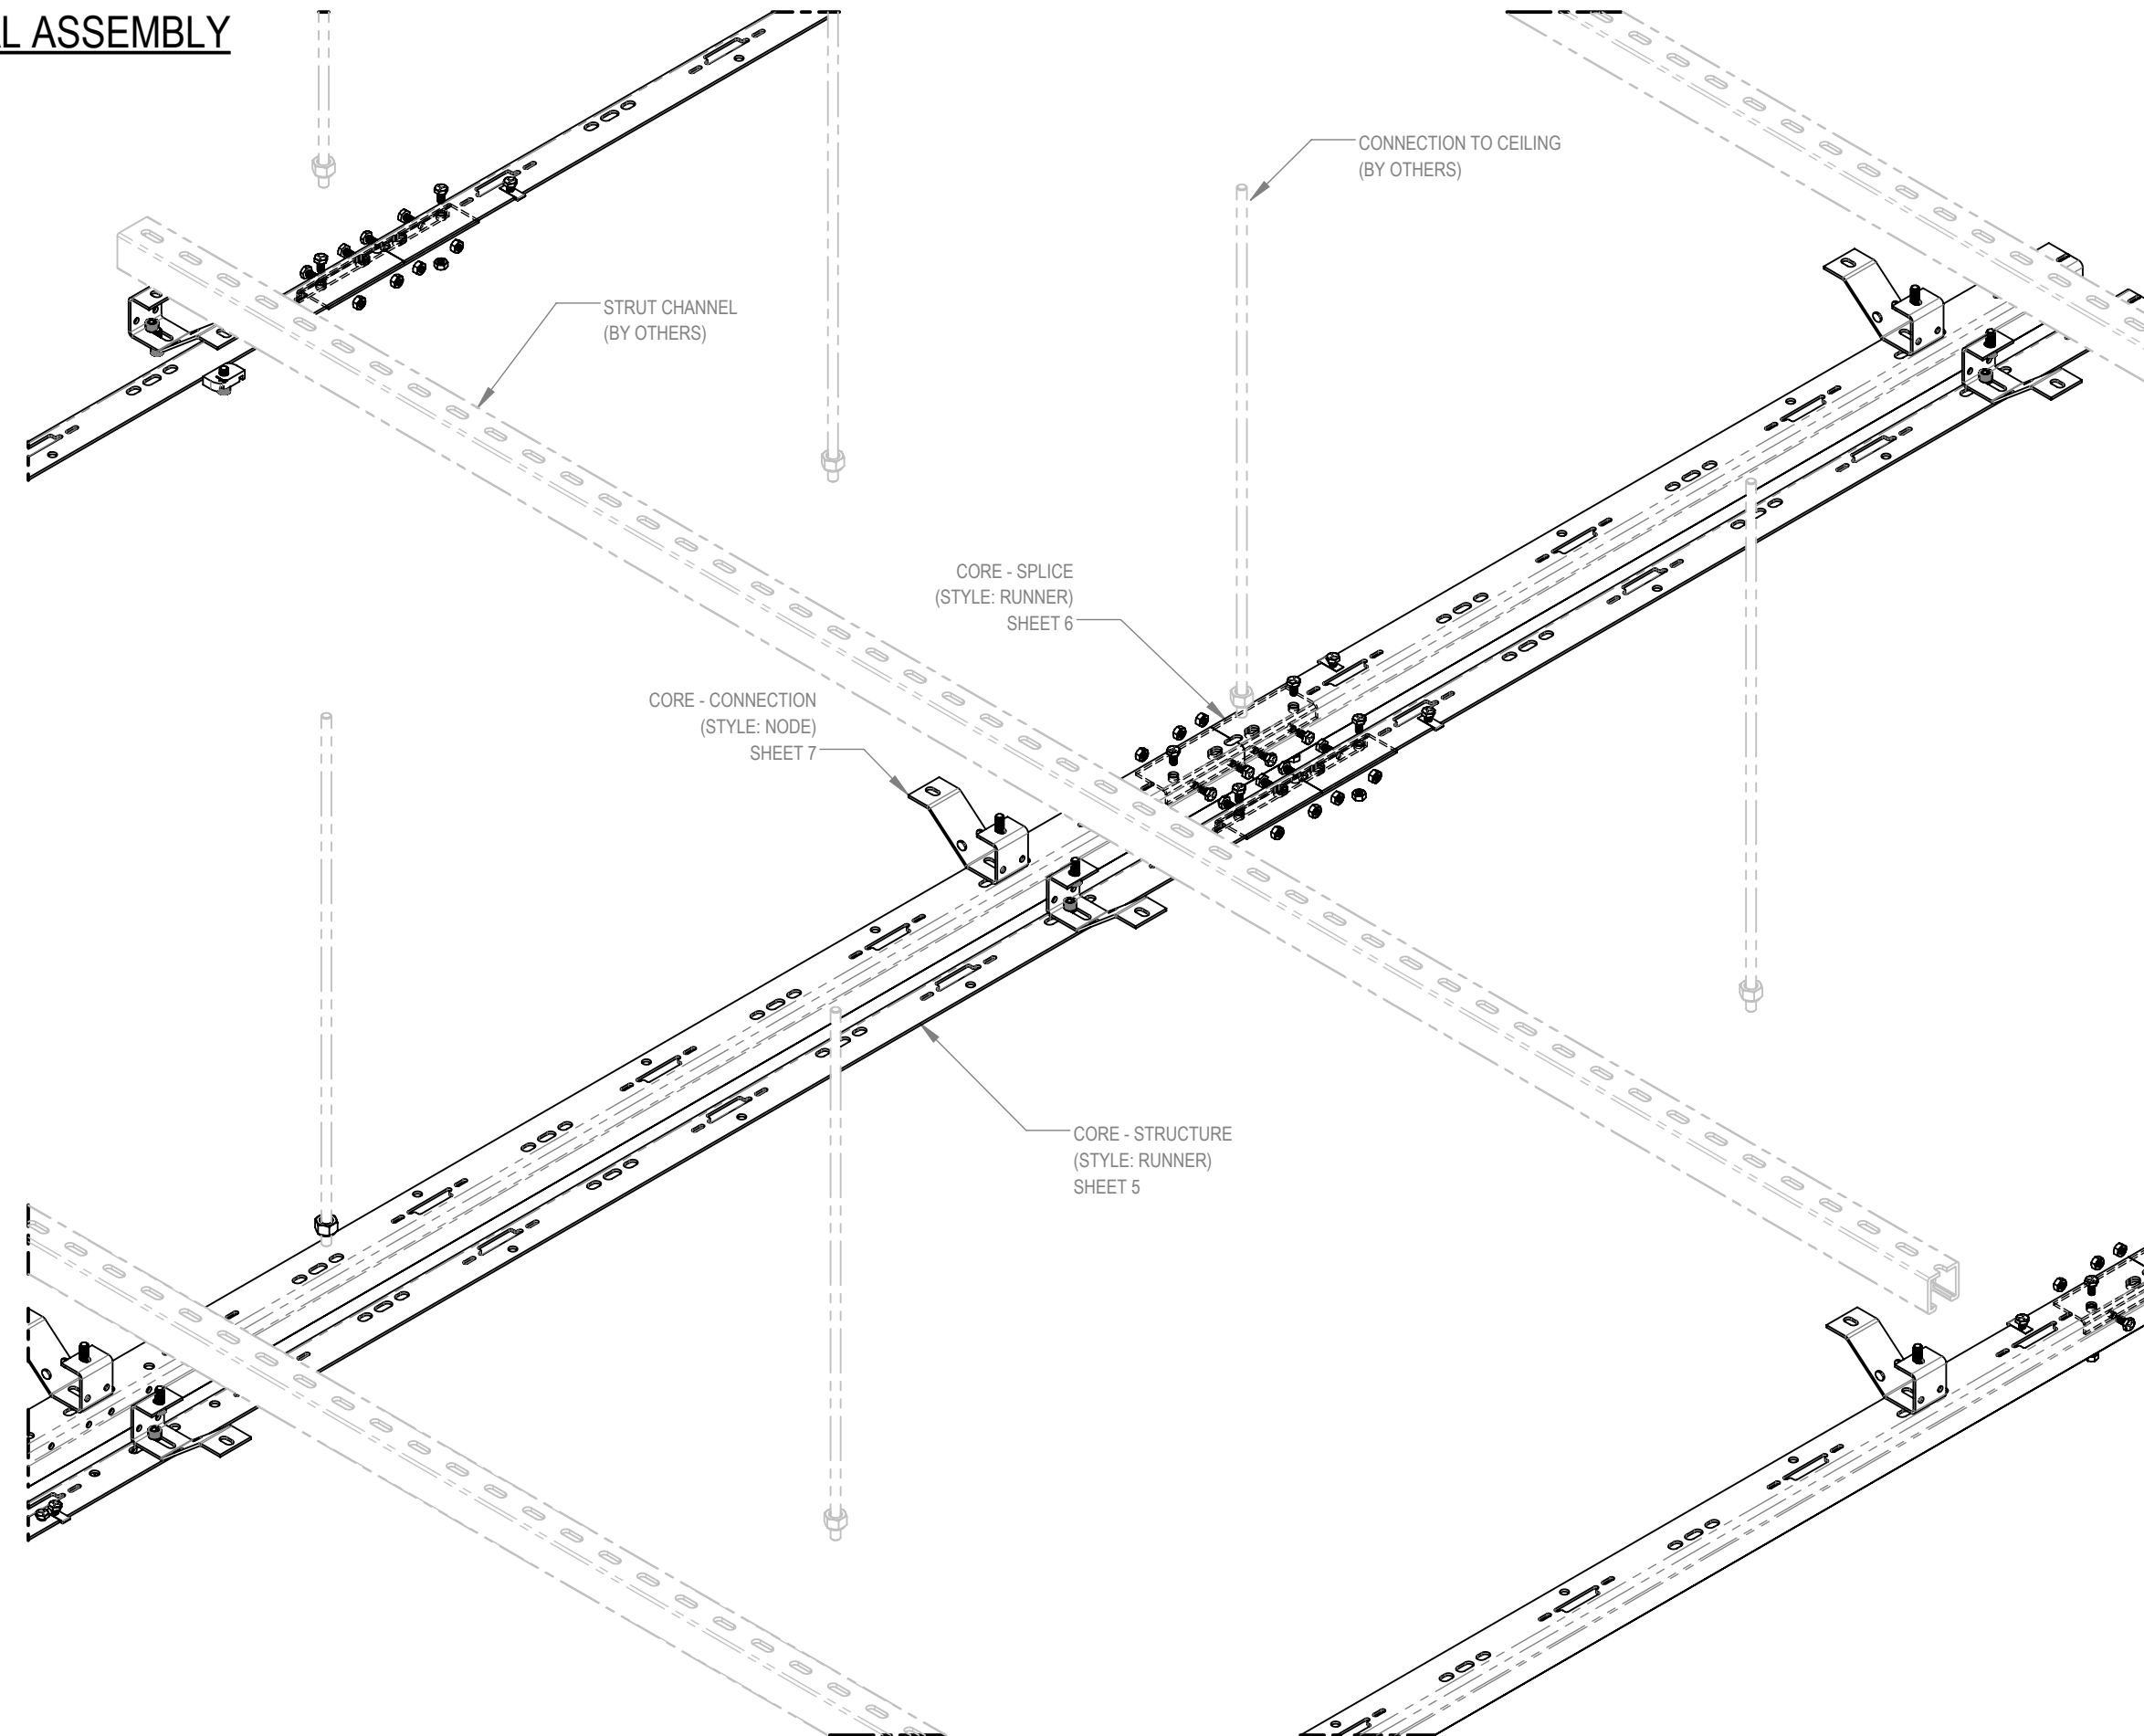 ASSEMBLY
CONNECTION TO CEILING
(BY OTHERS)
STRUT CHANNEL
(BY OTHERS)
CORE - SPLICE
(STYLE: RUNNER)
SHEET 6
CORE - CONNECTION
(STYLE: NODE)
SHEET 7
CORE - STRUCTURE
(STYLE: RUNNER)
SHEET 5